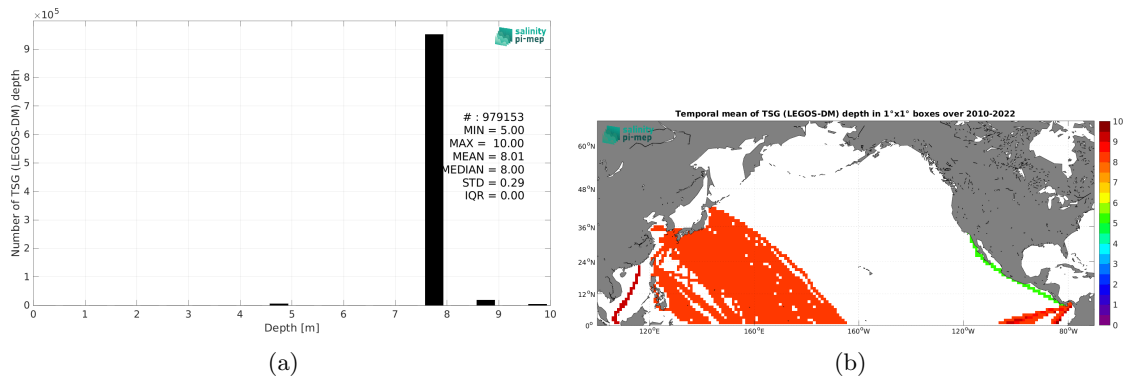 ×10⁵
9
8
7
6
5
4
3
2
1
0
Number of TSG (LEGOS-DM) depth
salinity
pi-mep
# : 979153
MIN = 5.00
MAX = 10.00
MEAN = 8.01
MEDIAN = 8.00
STD = 0.29
IQR = 0.00
0 1 2 3 4 5 6 7 8 9 10
Depth [m]
(a)
Temporal mean of TSG (LEGOS-DM) depth in 1°x1° boxes over 2010-2022
salinity
pi-mep
60°N
48°N
36°N
24°N
12°N
0°
120°E 160°E 160°W 120°W 80°W
10
9
8
7
6
5
4
3
2
1
0
(b)